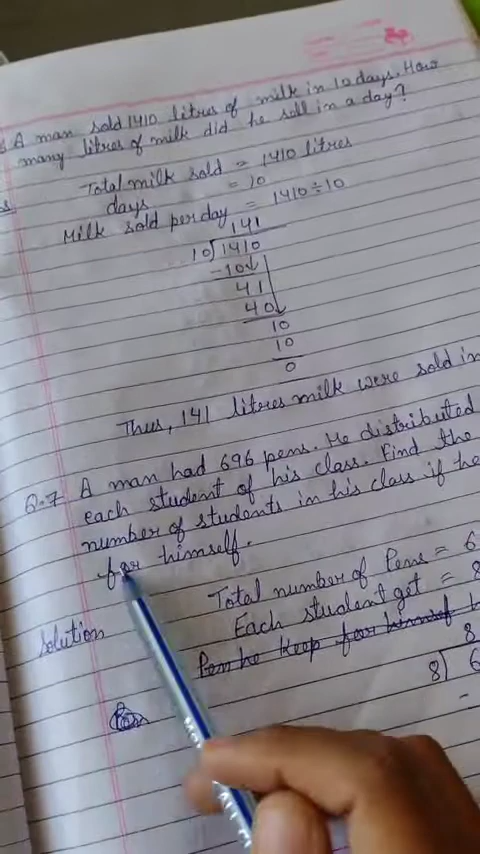 A man sold 1410 litres of milk in 10 days. How
many litres of milk did he sell in a day?
Total milk sold = 1410 litres
days = 10
Milk sold per day = 1410 ÷ 10
141
10) 1410
-10
41
40
10
10
0
Thus, 141 litres milk were sold in
Q.7 A man had 696 pens. He distributed
each student of his class. Find the
number of students in his class if he
for himself.
Solution
Total number of Pens = 6
Each student get = 8
Pen he keep for himself
8
8) 6
-